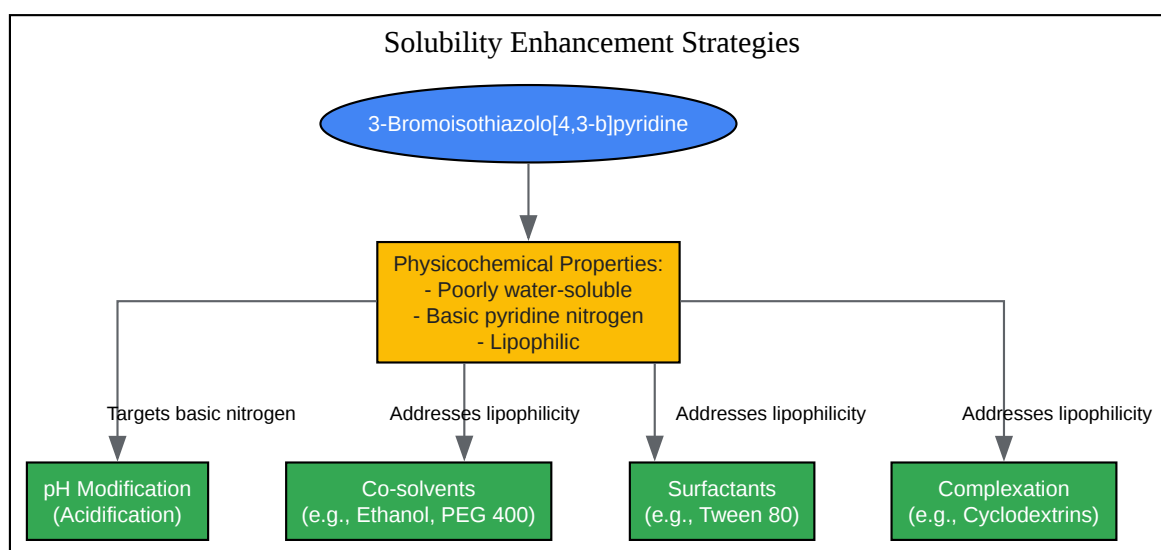 Solubility Enhancement Strategies
3-Bromoisothiazolo[4,3-b]pyridine
Physicochemical Properties:
- Poorly water-soluble
- Basic pyridine nitrogen
- Lipophilic
Targets basic nitrogen
Addresses lipophilicity
Addresses lipophilicity
Addresses lipophilicity
pH Modification
(Acidification)
Co-solvents
(e.g., Ethanol, PEG 400)
Surfactants
(e.g., Tween 80)
Complexation
(e.g., Cyclodextrins)